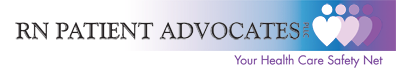 RN PATIENT ADVOCATES
Your Health Care Safety Net